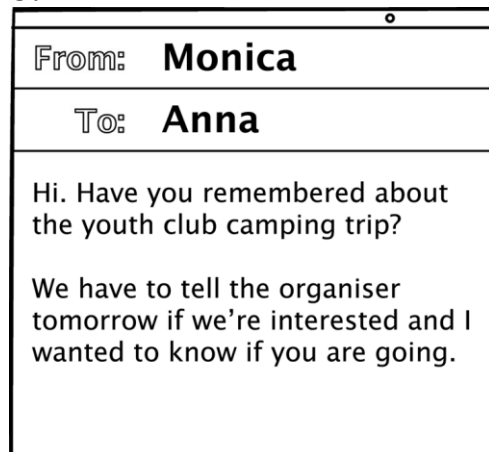 From: Monica
To: Anna
Hi. Have you remembered about
the youth club camping trip?
We have to tell the organiser
tomorrow if we're interested and I
wanted to know if you are going.